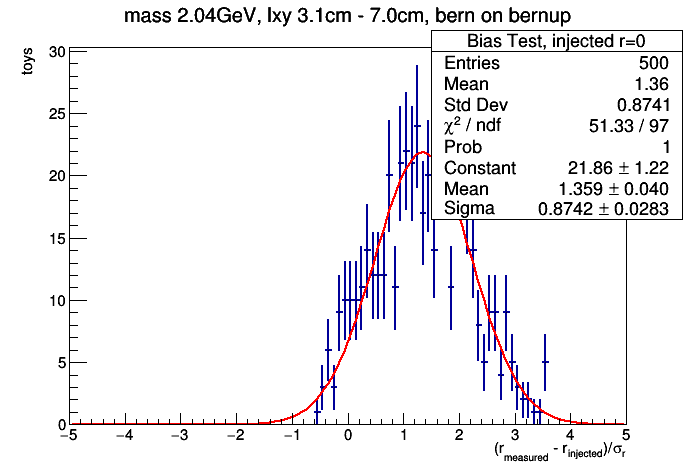 mass 2.04GeV, lxy 3.1cm - 7.0cm, bern on bernup
Bias Test, injected r=0
Entries 500
Mean 1.36
Std Dev 0.8741
χ² / ndf 51.33 / 97
Prob 1
Constant 21.86 ± 1.22
Mean 1.359 ± 0.040
Sigma 0.8742 ± 0.0283
toys
30
25
20
15
10
5
0
−5 −4 −3 −2 −1 0 1 2 3 4 5
(r_measured - r_injected)/σ_r